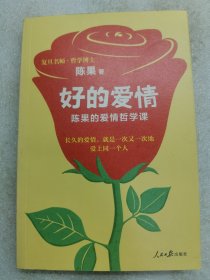 复旦名师·哲学博士
陈果 著
好的爱情
陈果的爱情哲学课
长久的爱情，就是一次又一次地
爱上同一个人
人民日报出版社